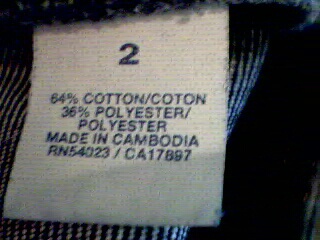 2
64% COTTON/COTON
36% POLYESTER/
POLYESTER
MADE IN CAMBODIA
RN54023 / CA17897